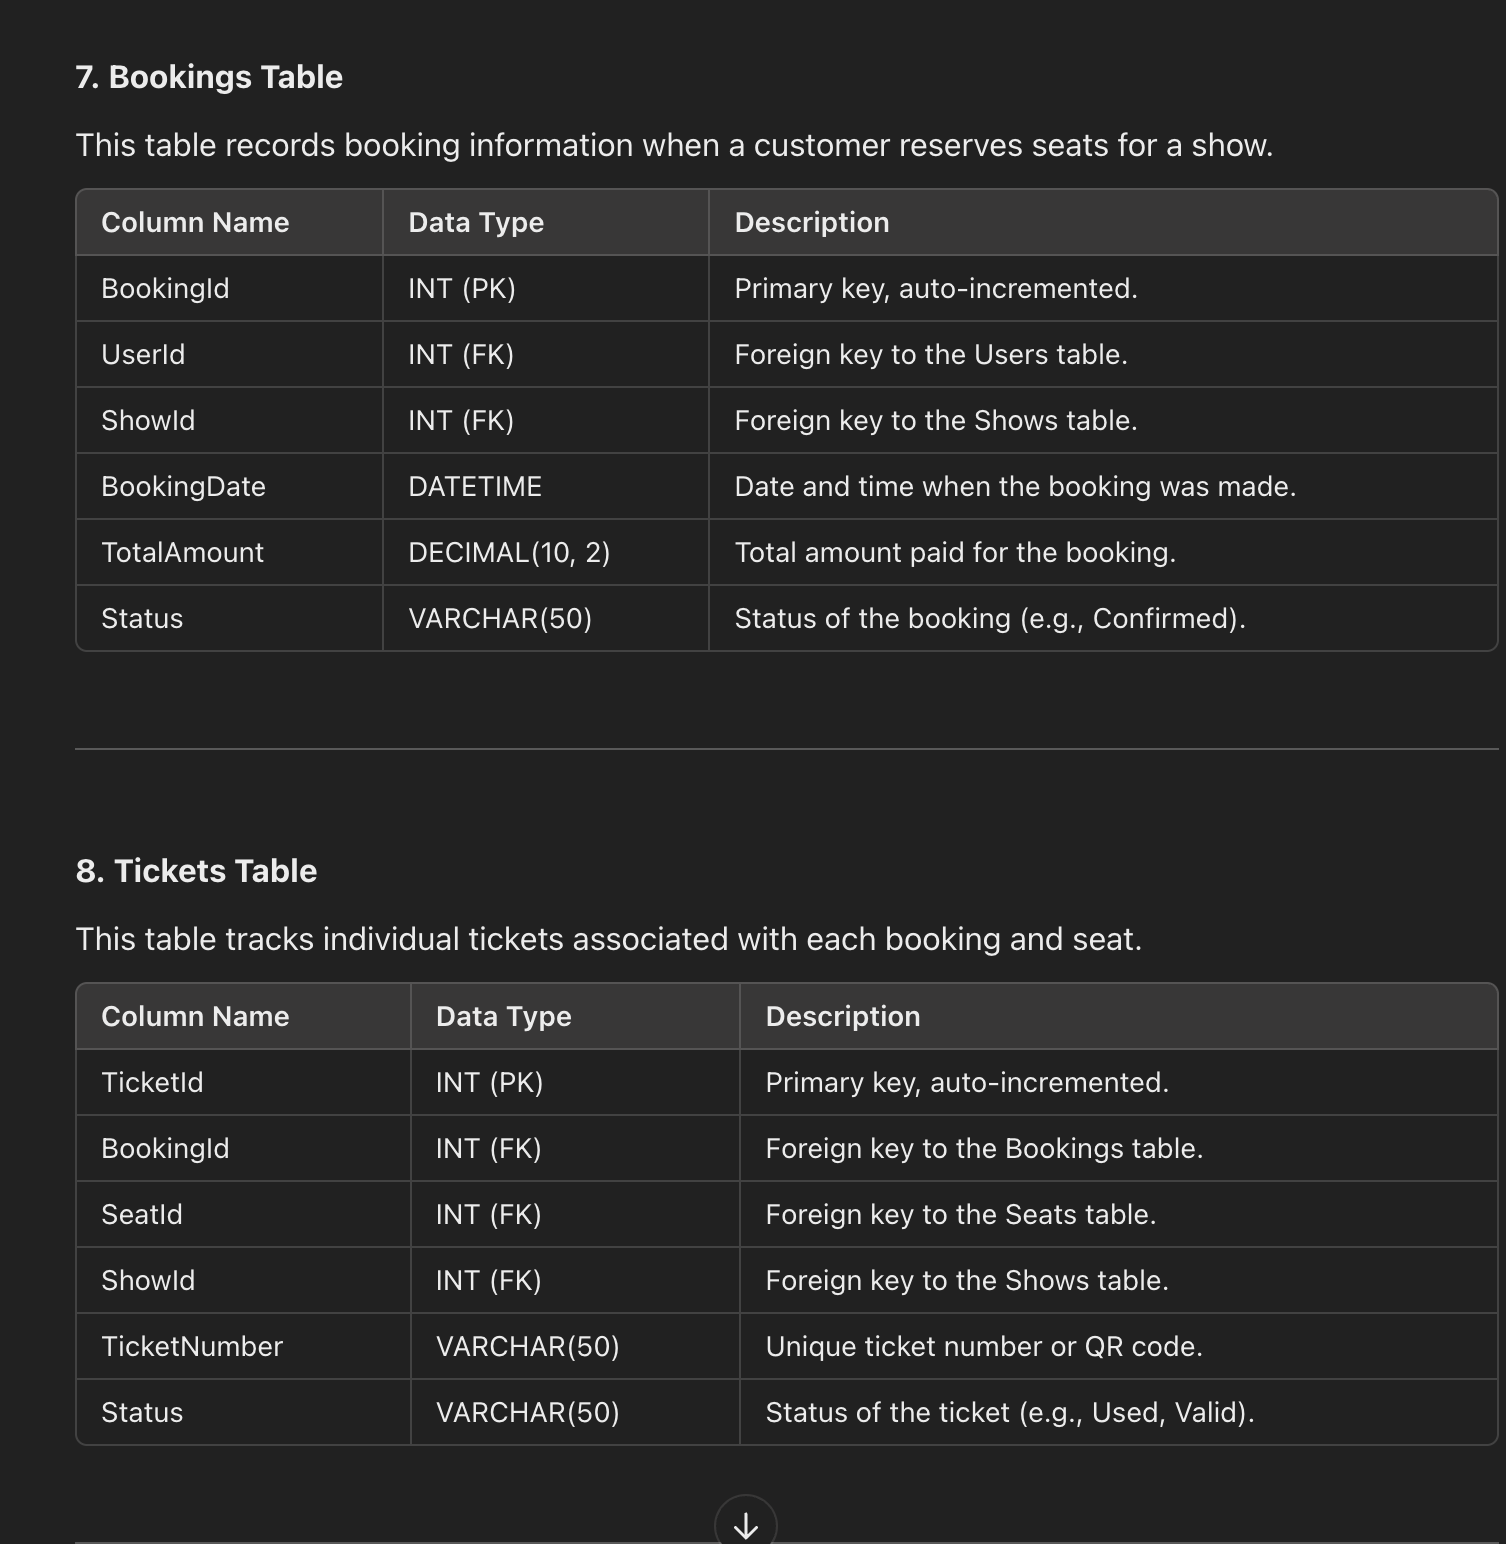 7. Bookings Table
This table records booking information when a customer reserves seats for a show.
Column Name Data Type Description
BookingId INT (PK) Primary key, auto-incremented.
UserId INT (FK) Foreign key to the Users table.
ShowId INT (FK) Foreign key to the Shows table.
BookingDate DATETIME Date and time when the booking was made.
TotalAmount DECIMAL(10, 2) Total amount paid for the booking.
Status VARCHAR(50) Status of the booking (e.g., Confirmed).
8. Tickets Table
This table tracks individual tickets associated with each booking and seat.
Column Name Data Type Description
TicketId INT (PK) Primary key, auto-incremented.
BookingId INT (FK) Foreign key to the Bookings table.
SeatId INT (FK) Foreign key to the Seats table.
ShowId INT (FK) Foreign key to the Shows table.
TicketNumber VARCHAR(50) Unique ticket number or QR code.
Status VARCHAR(50) Status of the ticket (e.g., Used, Valid).